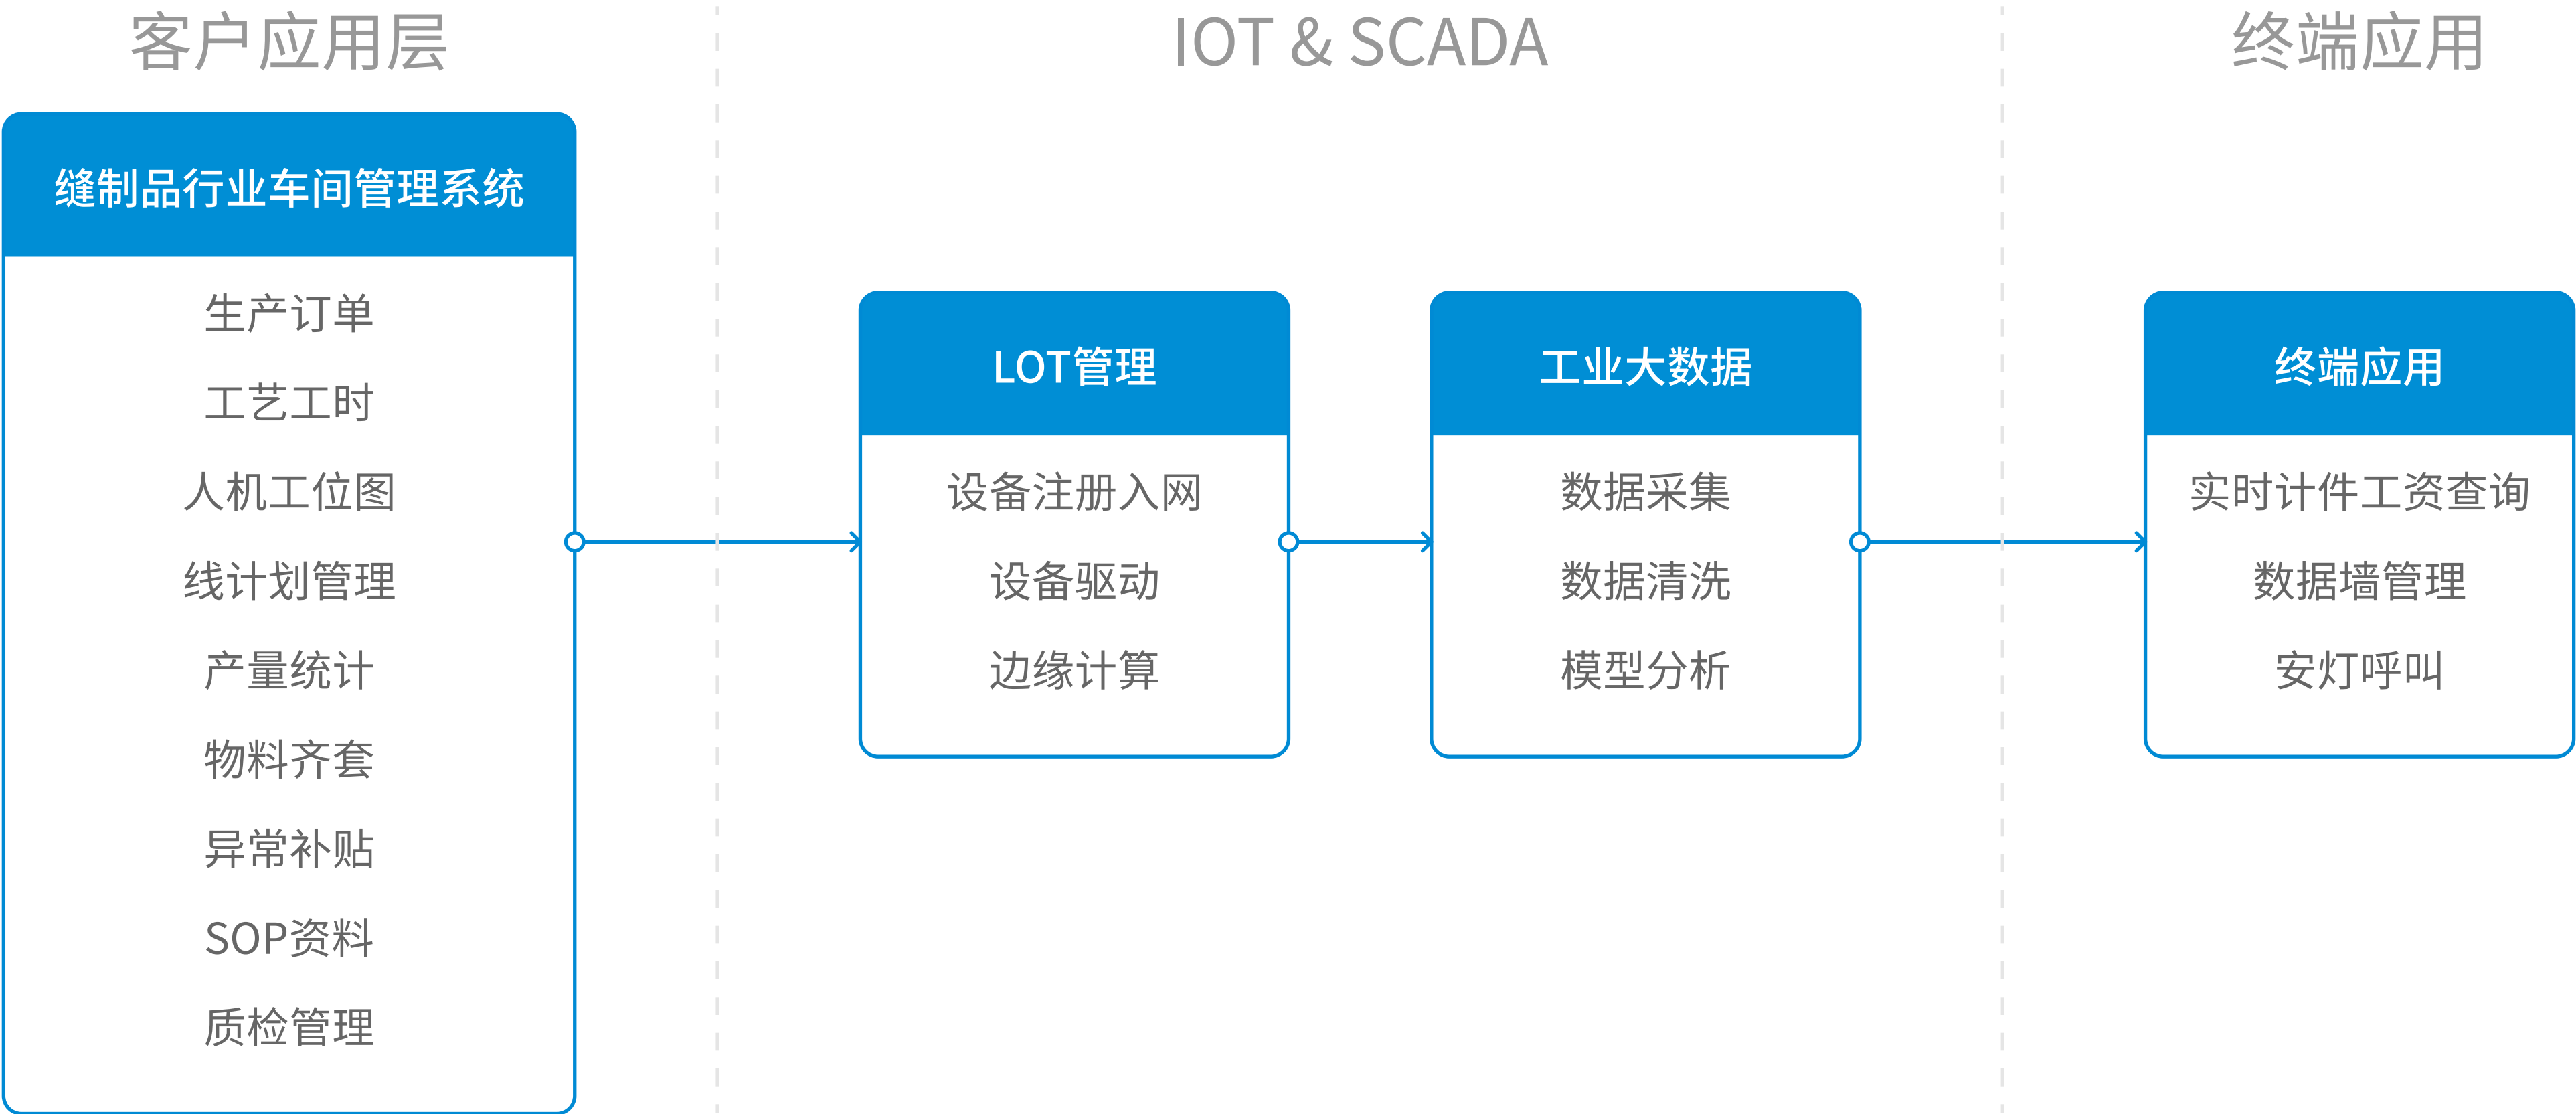 客户应用层
IOT & SCADA
终端应用
缝制品行业车间管理系统
生产订单
工艺工时
人机工位图
线计划管理
产量统计
物料齐套
异常补贴
SOP资料
质检管理
LOT管理
设备注册入网
设备驱动
边缘计算
工业大数据
数据采集
数据清洗
模型分析
终端应用
实时计件工资查询
数据墙管理
安灯呼叫